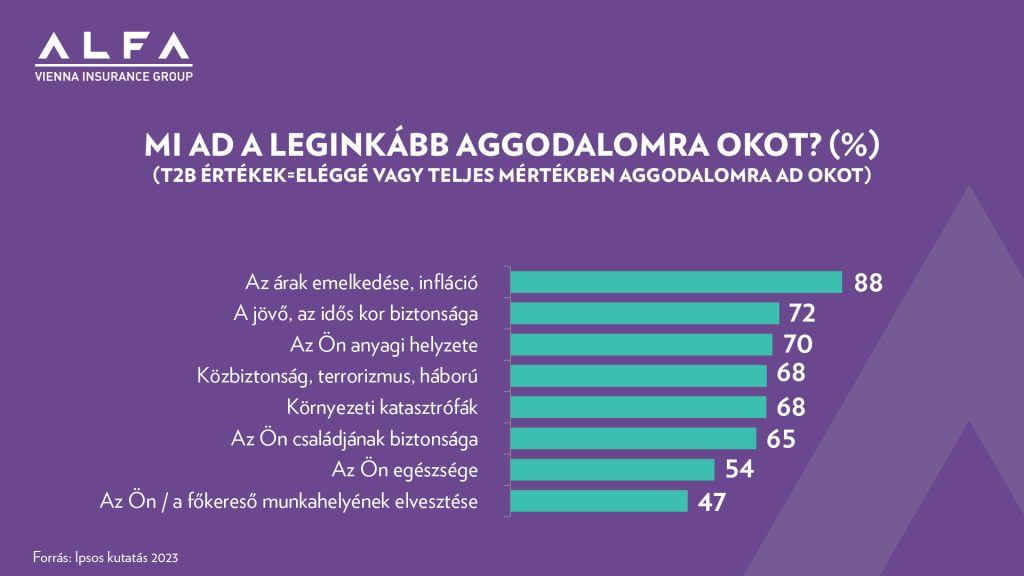 ALFA
VIENNA INSURANCE GROUP
MI AD A LEGINKÁBB AGGODALOMRA OKOT? (%)
(T2B ÉRTÉKEK=ELÉGGÉ VAGY TELJES MÉRTÉKBEN AGGODALOMRA AD OKOT)
Az árak emelkedése, infláció 88
A jövő, az idős kor biztonsága 72
Az Ön anyagi helyzete 70
Közbiztonság, terrorizmus, háború 68
Környezeti katasztrófák 68
Az Ön családjának biztonsága 65
Az Ön egészsége 54
Az Ön / a főkereső munkahelyének elvesztése 47
Forrás: Ipsos kutatás 2023